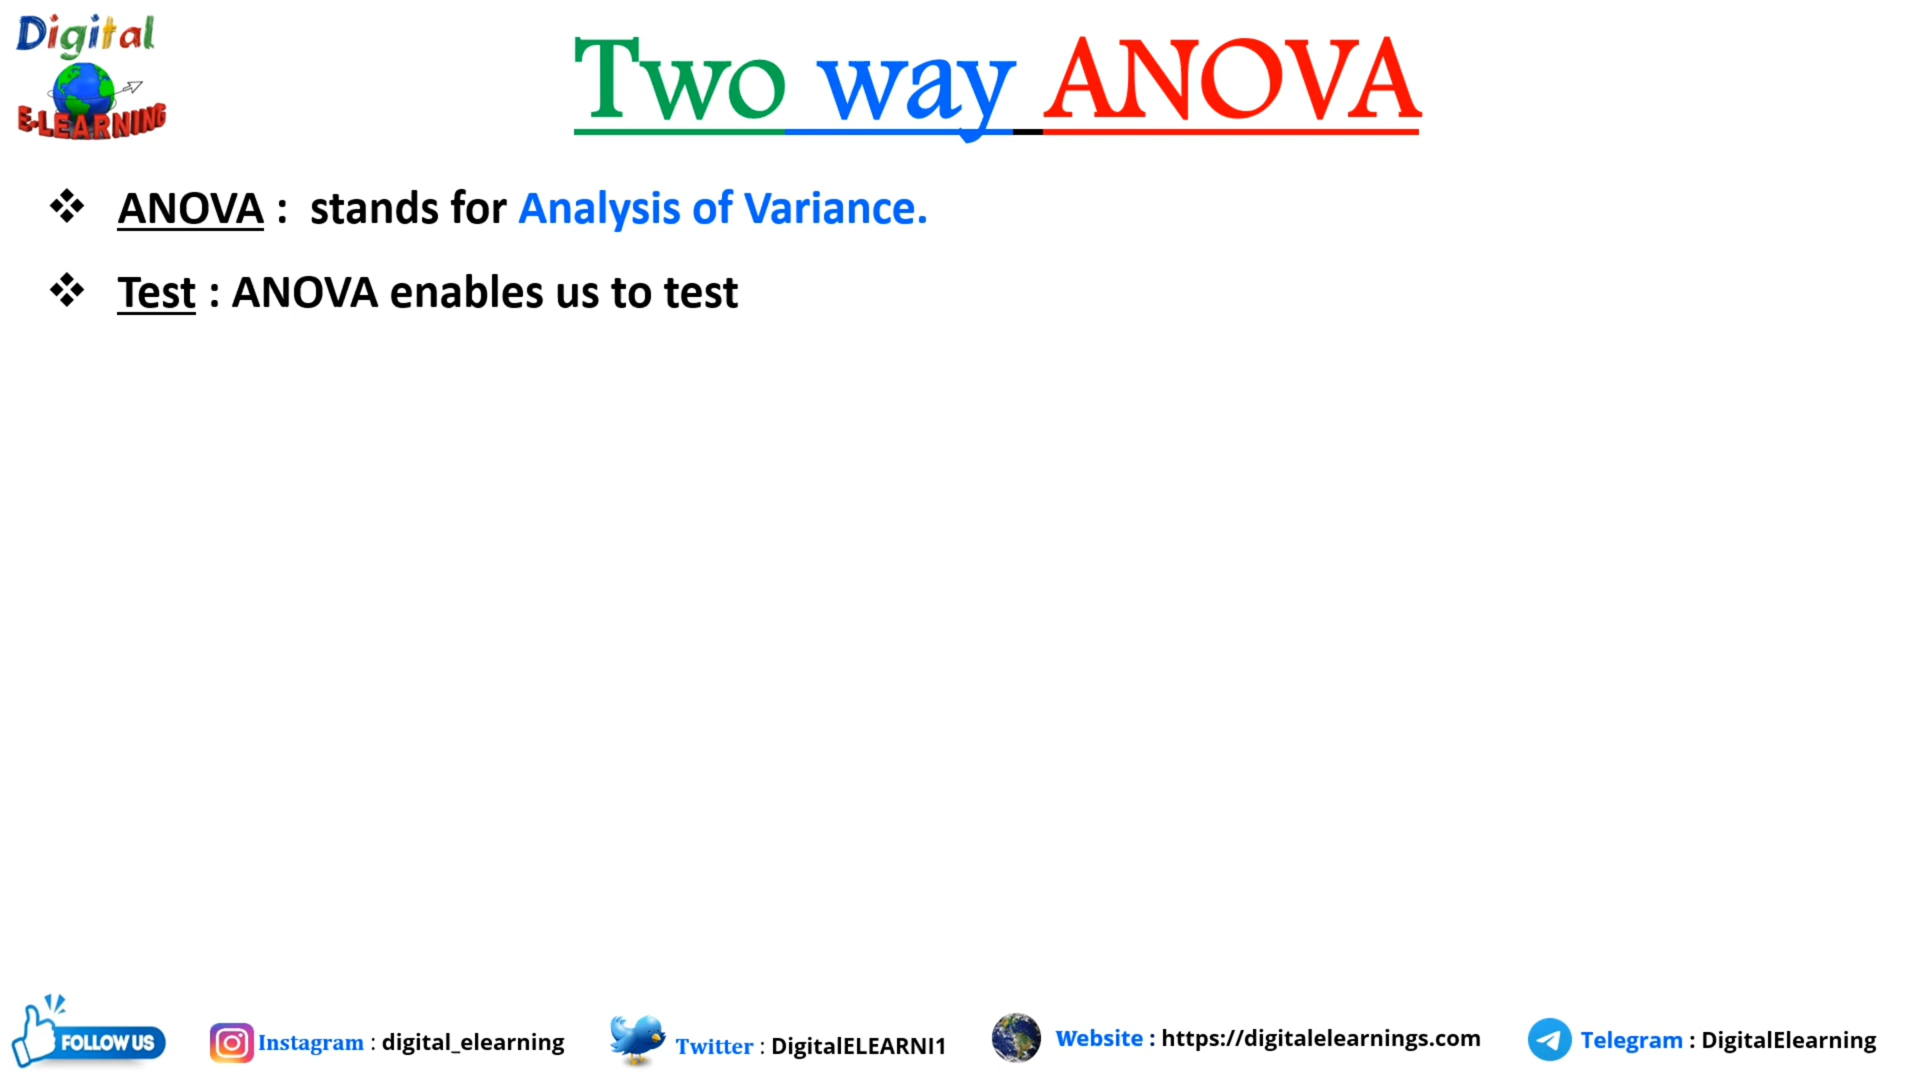 Digital
E-LEARNING
Two way ANOVA
❖ ANOVA : stands for Analysis of Variance.
❖ Test : ANOVA enables us to test
FOLLOW US
Instagram : digital_elearning
Twitter : DigitalELEARNI1
Website : https://digitalelearnings.com
Telegram : DigitalElearning